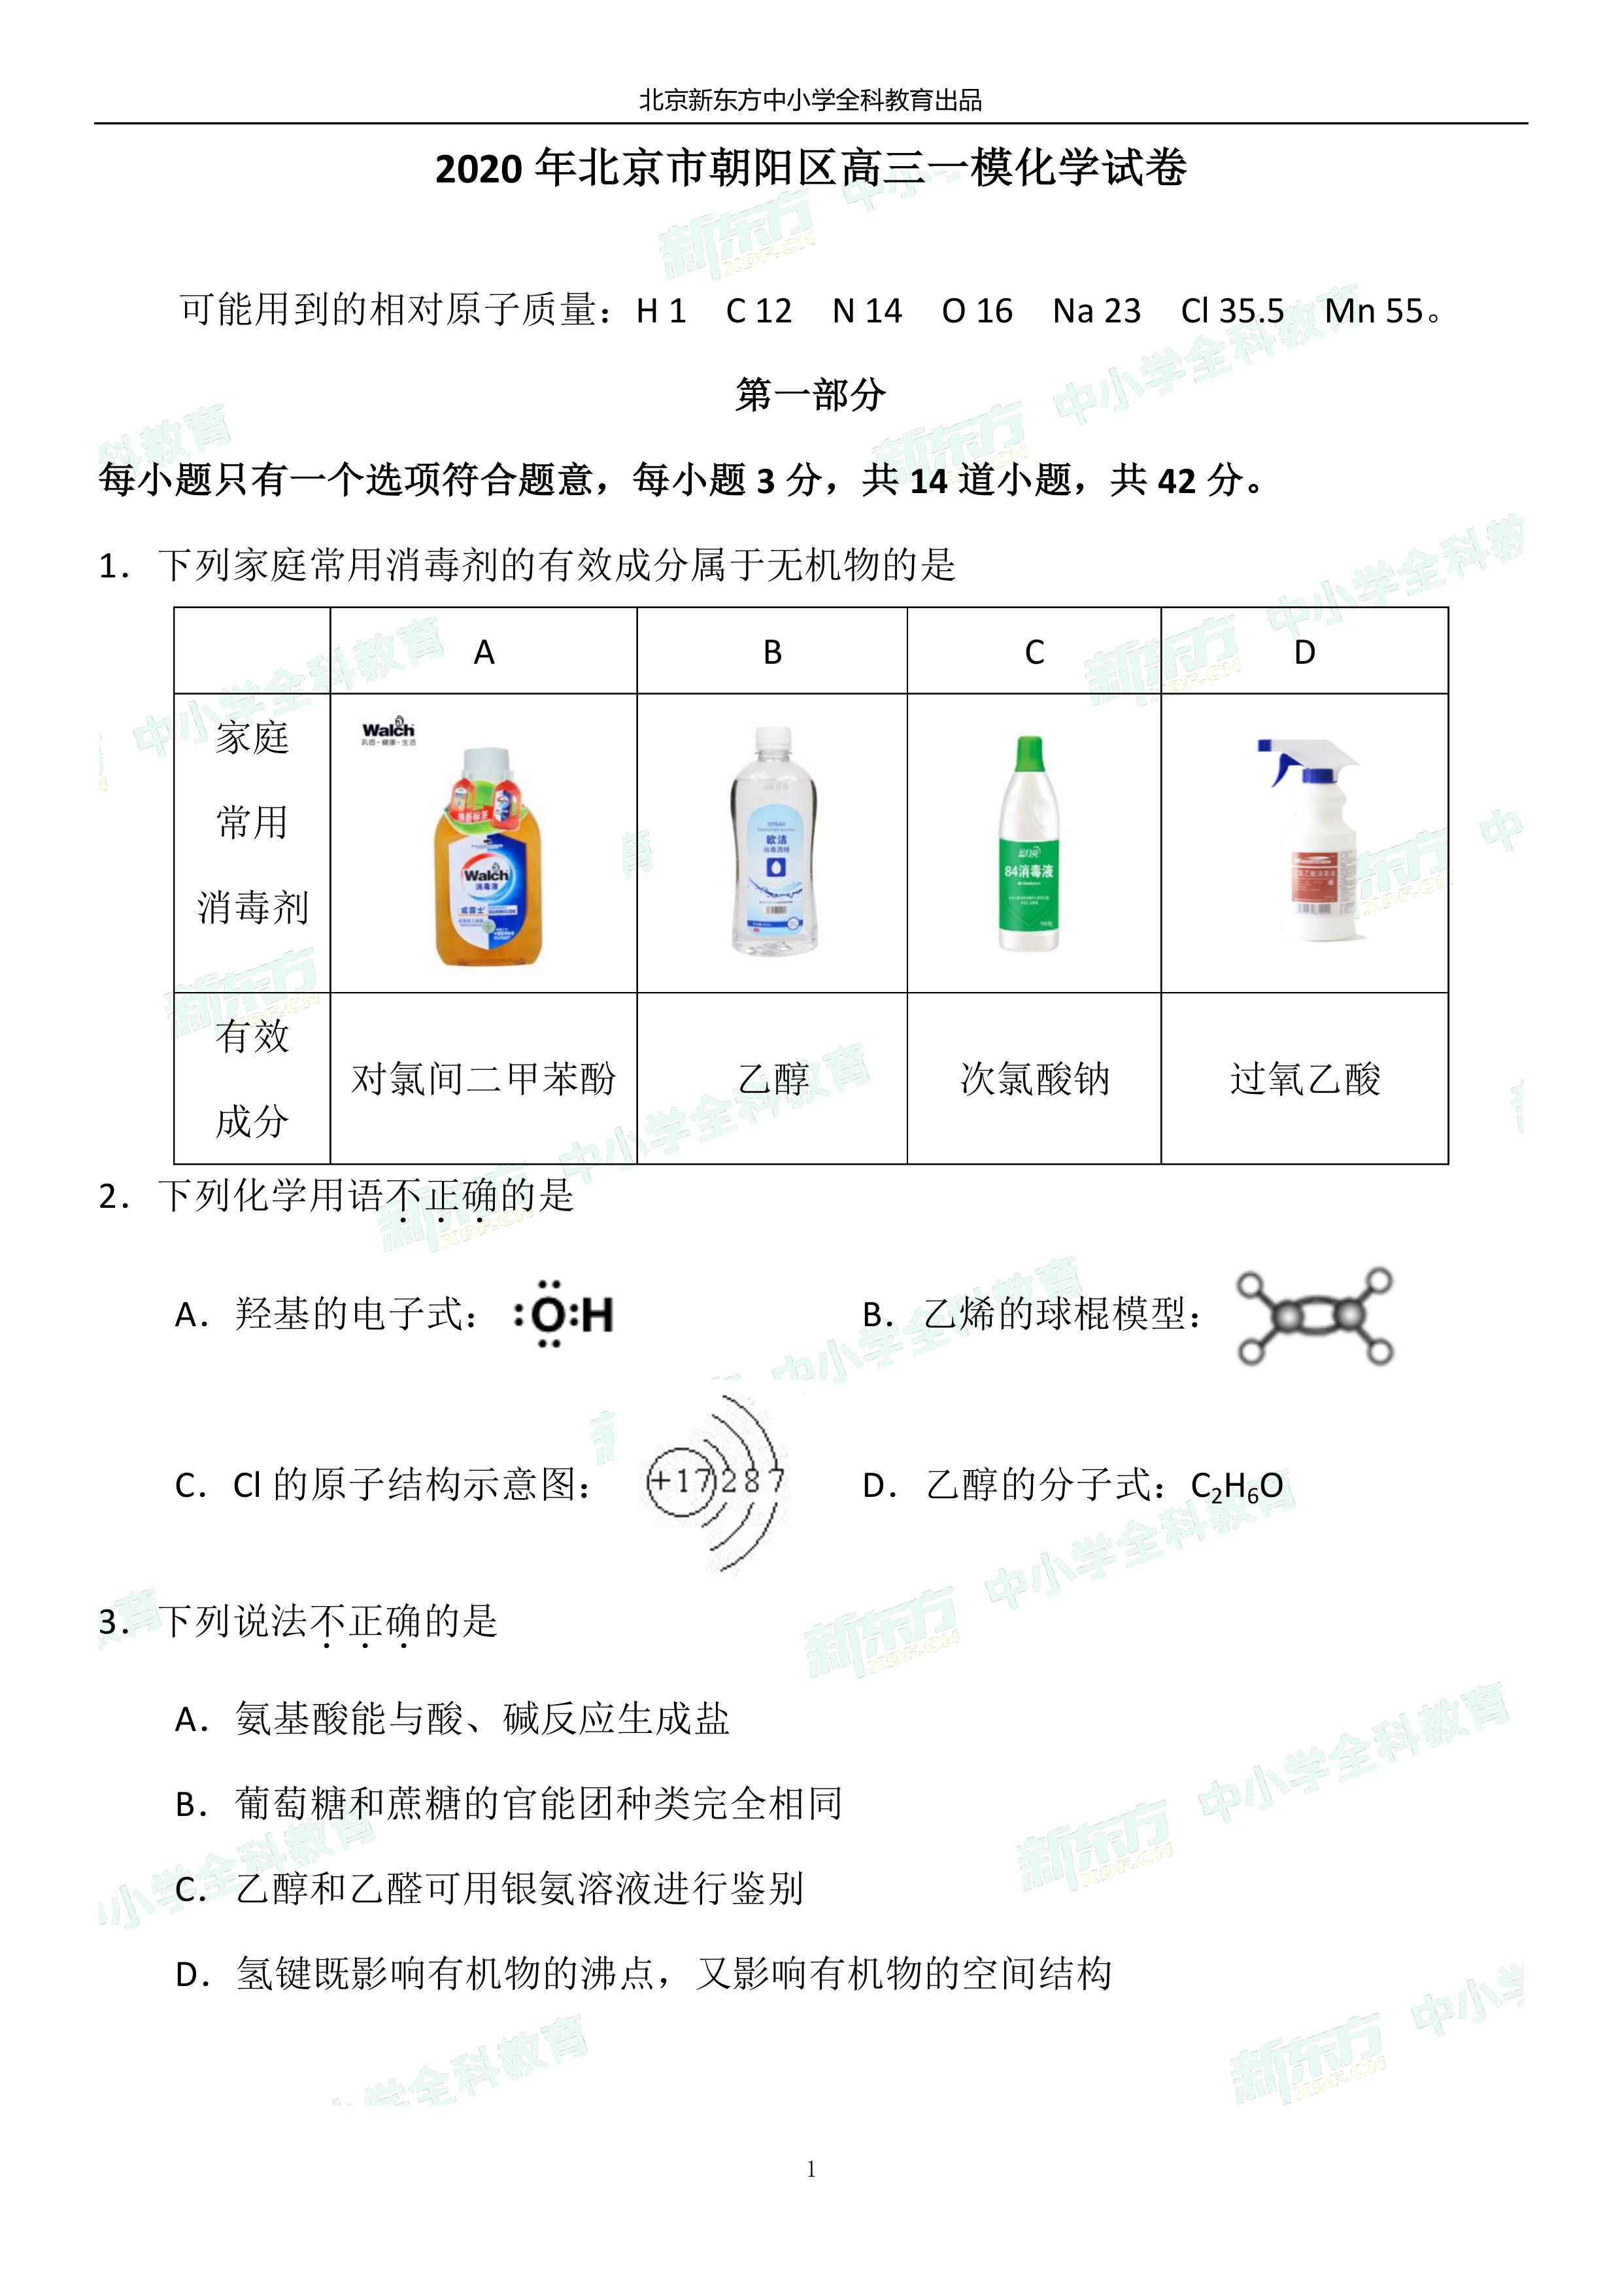 北京新东方中小学全科教育出品
2020 年北京市朝阳区高三一模化学试卷
可能用到的相对原子质量：H 1 C 12 N 14 O 16 Na 23 Cl 35.5 Mn 55。
第一部分
每小题只有一个选项符合题意，每小题 3 分，共 14 道小题，共 42 分。
1． 下列家庭常用消毒剂的有效成分属于无机物的是
A B C D
家庭
常用
消毒剂
Walch
消毒液
威露士
欧洁
消毒酒精
84消毒液
有效
成分
对氯间二甲苯酚 乙醇 次氯酸钠 过氧乙酸
2． 下列化学用语不正确的是
A． 羟基的电子式： :O:H B． 乙烯的球棍模型：
C． Cl 的原子结构示意图： +17 2 8 7 D． 乙醇的分子式：C₂H₆O
3． 下列说法不正确的是
A． 氨基酸能与酸、碱反应生成盐
B． 葡萄糖和蔗糖的官能团种类完全相同
C． 乙醇和乙醛可用银氨溶液进行鉴别
D． 氢键既影响有机物的沸点，又影响有机物的空间结构
新东方 XDF.CN 中小学全科教育
1